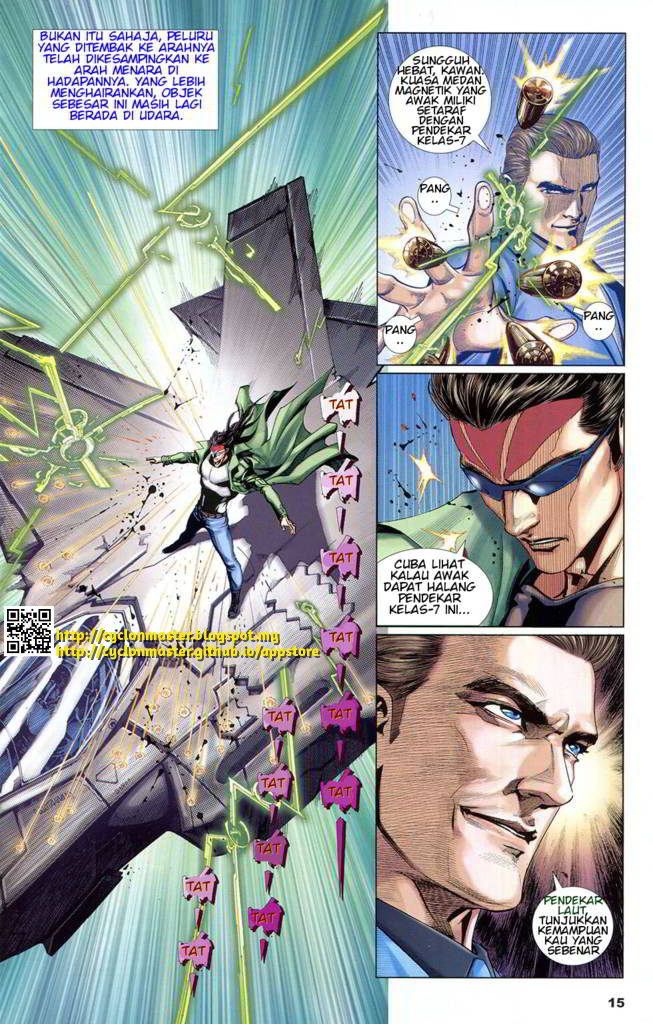 BUKAN ITU SAHAJA, PELURU
YANG DITEMBAK KE ARAHNYA
TELAH DIKESAMPINGKAN KE
ARAH MENARA DI
HADAPANNYA. YANG LEBIH
MENGHAIRANKAN, OBJEK
SEBESAR INI MASIH LAGI
BERADA DI UDARA.
TAT
TAT
TAT
TAT
TAT
TAT
TAT
TAT
TAT
TAT
TAT
TAT
http://cyclonmaster.blogspot.my
http://cyclonmaster.github.io/appstore
SUNGGUH
HEBAT, KAWAN.
KUASA MEDAN
MAGNETIK YANG
AWAK MILIKI
SETARAF
DENGAN
PENDEKAR
KELAS-7
PANG
..
PANG
..
PANG
..
CUBA LIHAT
KALAU AWAK
DAPAT HALANG
PENDEKAR
KELAS-7 INI...
PENDEKAR
LAUT,
TUNJUKKAN
KEMAMPUAN
KAU YANG
SEBENAR
15